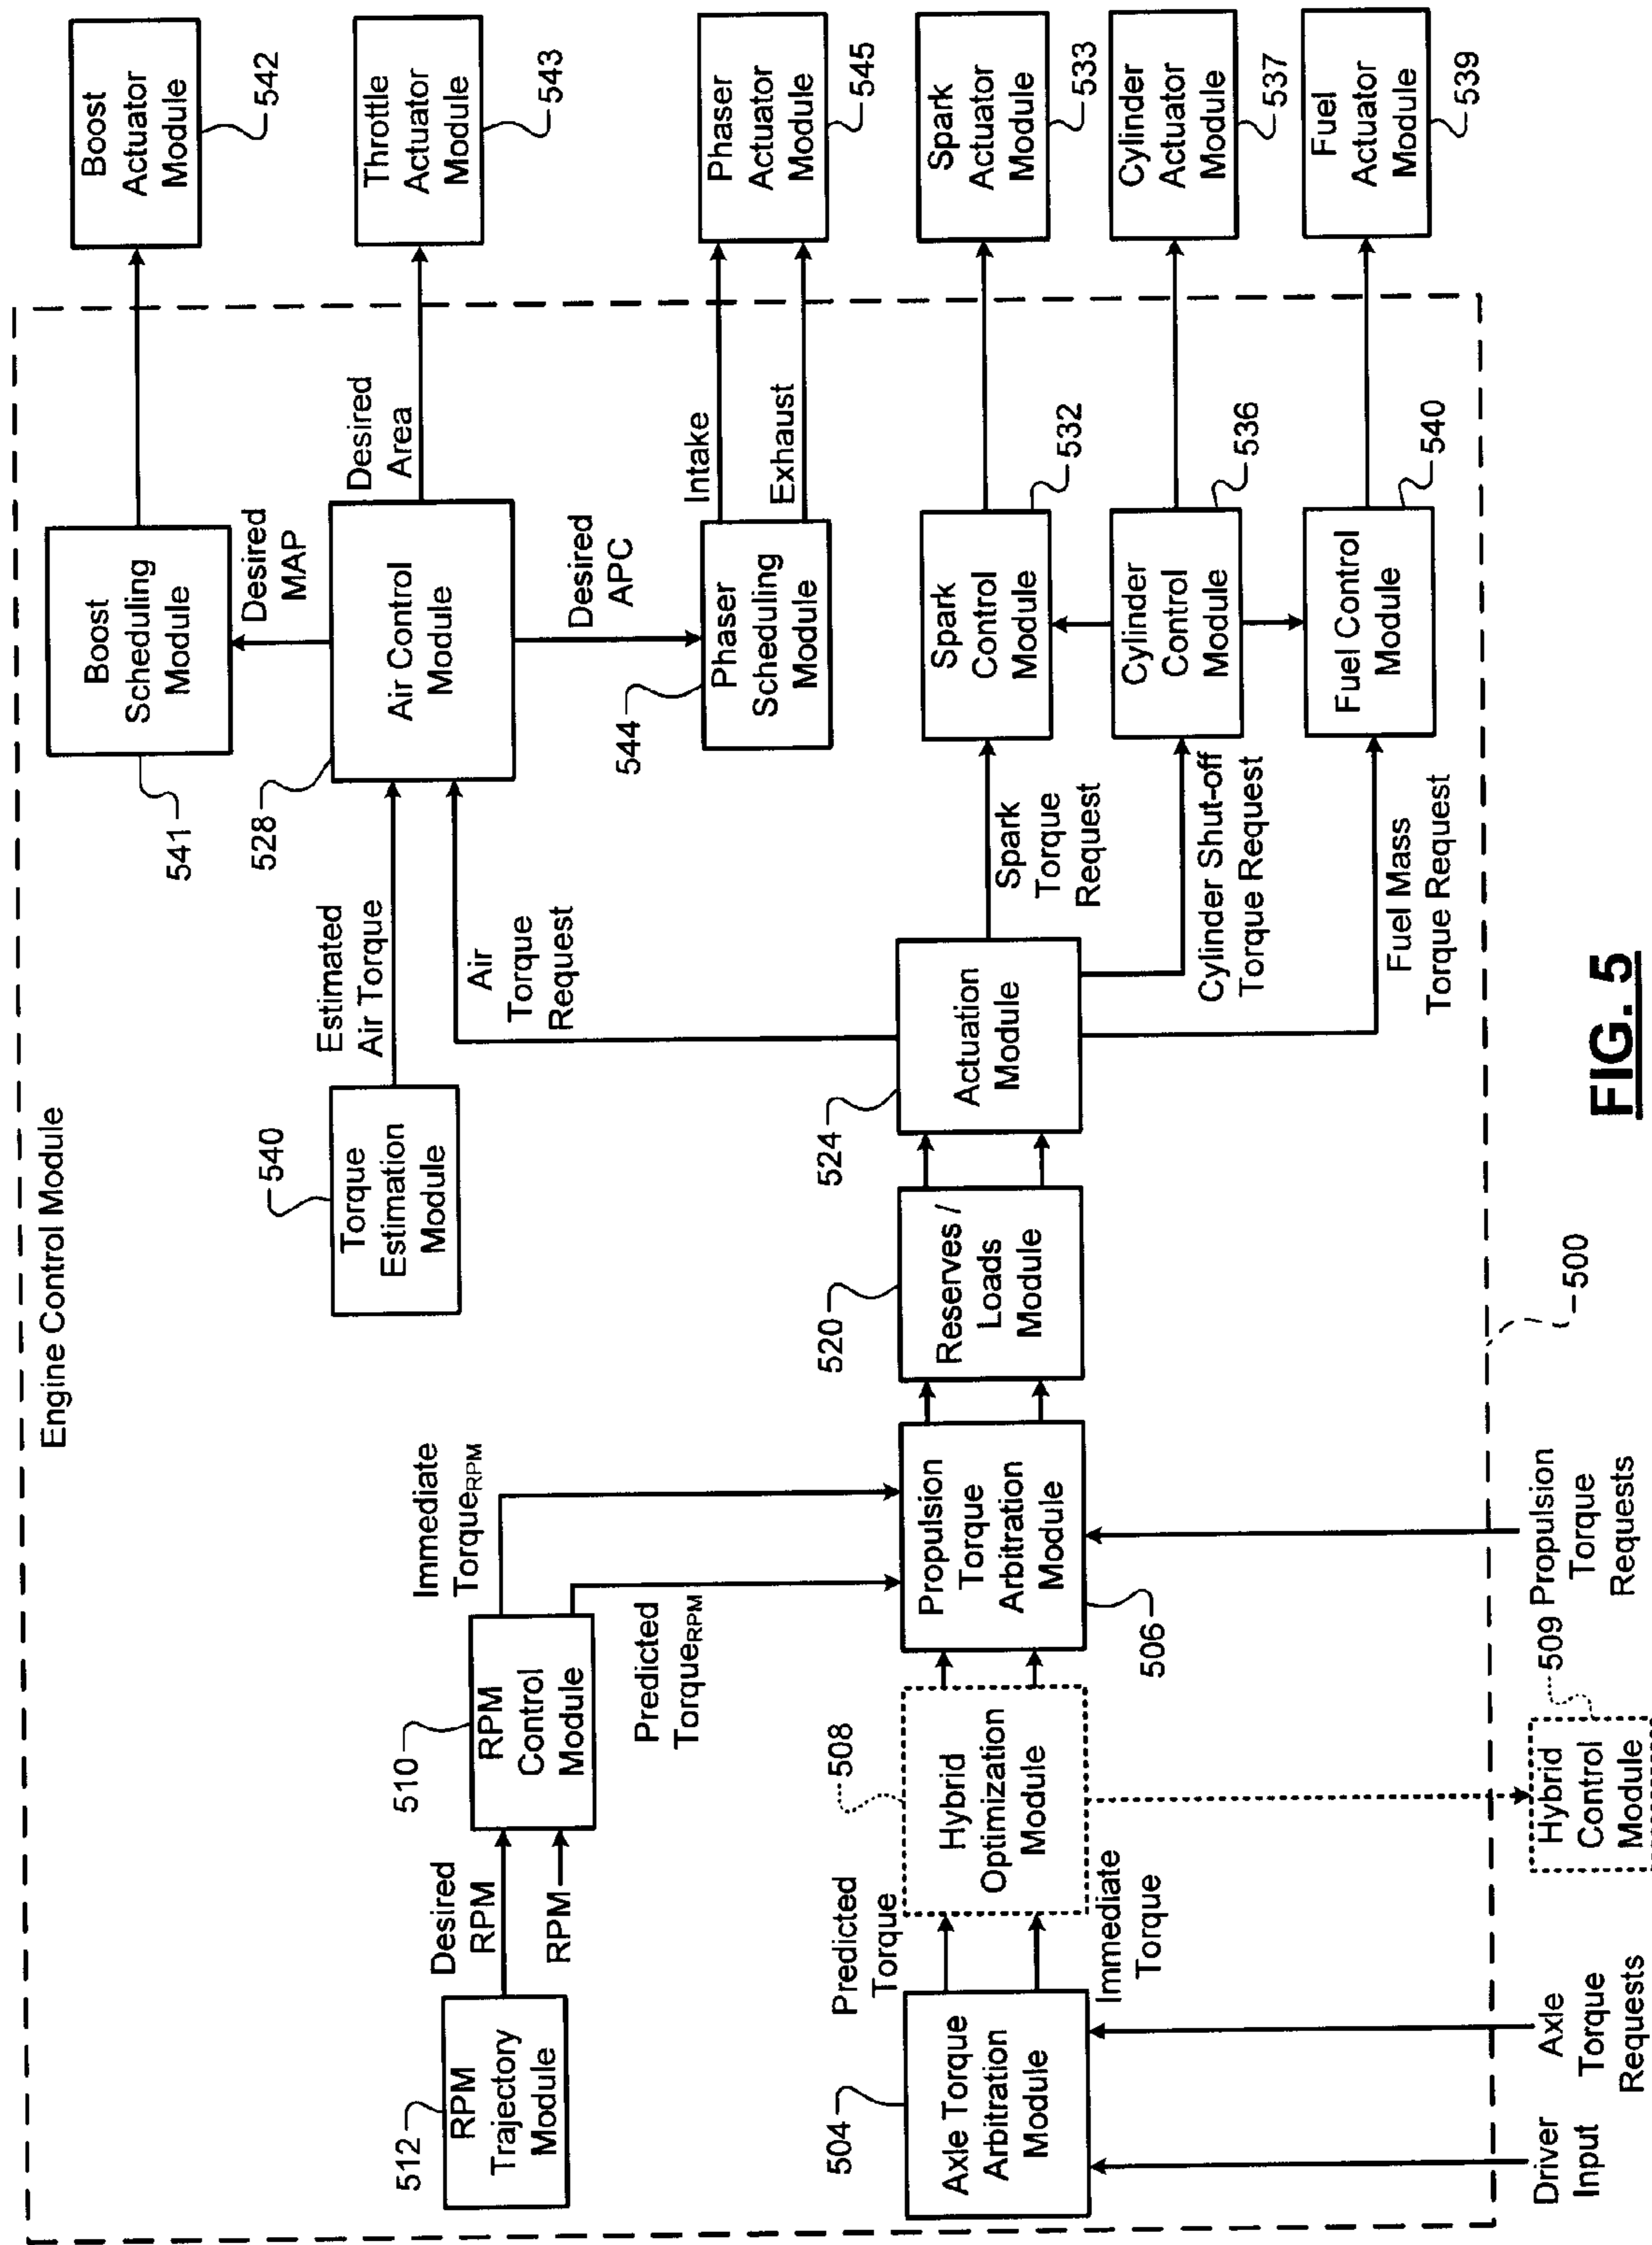 Engine Control Module
Boost
Actuator
Module
542
Throttle
Actuator
Module
543
Phaser
Actuator
Module
545
Spark
Actuator
Module
533
Cylinder
Actuator
Module
537
Fuel
Actuator
Module
539
Boost
Scheduling
Module
541
Desired
MAP
Air Control
Module
528
Desired
Area
Desired
APC
Phaser
Scheduling
Module
544
Intake
Exhaust
Spark
Control
Module
532
Cylinder
Control
Module
536
Fuel Control
Module
540
Estimated
Air Torque
Air
Torque
Request
Spark
Torque
Request
Cylinder Shut-off
Torque Request
Fuel Mass
Torque Request
Torque
Estimation
Module
540
Actuation
Module
524
Reserves /
Loads
Module
520
Immediate
TorqueRPM
Predicted
TorqueRPM
Propulsion
Torque
Arbitration
Module
506
RPM
Control
Module
510
Desired
RPM
RPM
RPM
Trajectory
Module
512
Hybrid
Optimization
Module
508
Predicted
Torque
Immediate
Torque
Axle Torque
Arbitration
Module
504
Driver
Input
Axle
Torque
Requests
Hybrid
Control
Module
509
Propulsion
Torque
Requests
500
FIG. 5